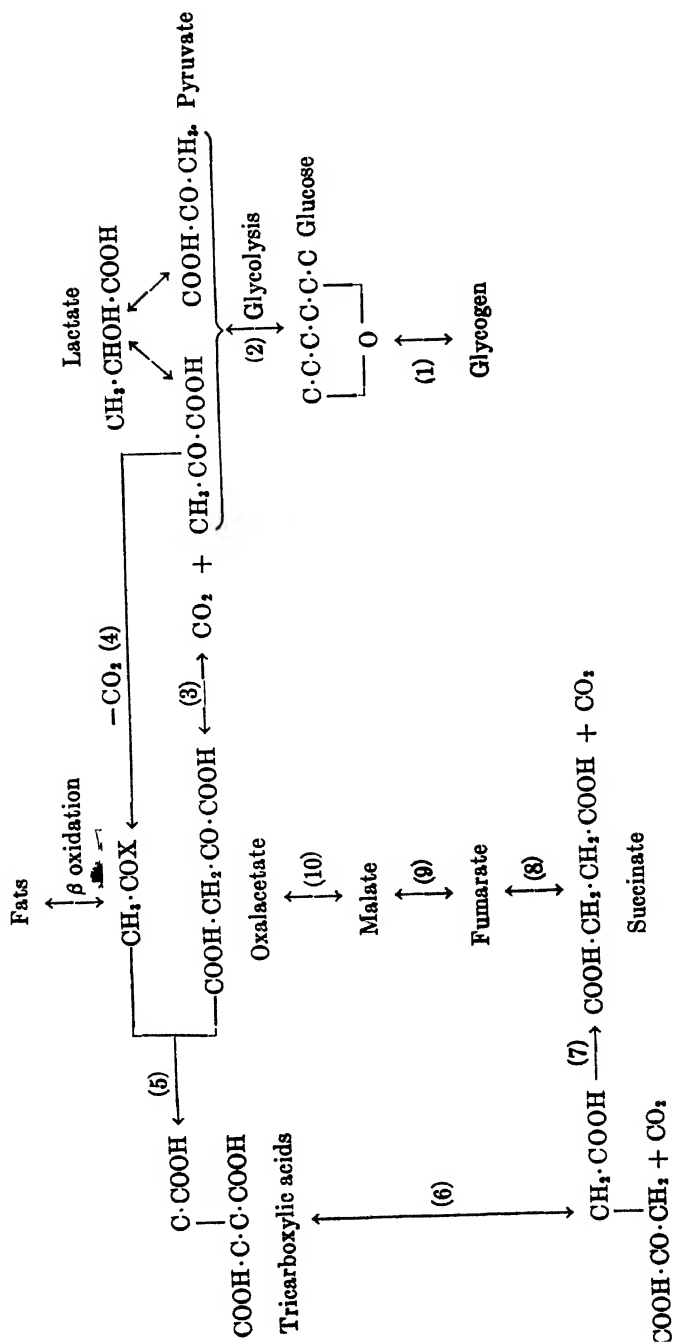 Fats
β oxidation
Lactate
CH₃·CHOH·COOH
CH₃·COX
—CO₂ (4)
CH₃·CO·COOH
COOH·CO·CH₃. Pyruvate
COOH·CH₂·CO·COOH
(3)
CO₂ +
Oxalacetate
(5)
C·COOH
COOH·C·C·COOH
Tricarboxylic acids
(2) Glycolysis
C·C·C·C·C·C Glucose
O
(1)
Glycogen
(10)
Malate
(9)
Fumarate
(8)
(6)
CH₂·COOH
(7)
COOH·CH₂·CH₂·COOH + CO₂
Succinate
COOH·CO·CH₂ + CO₂